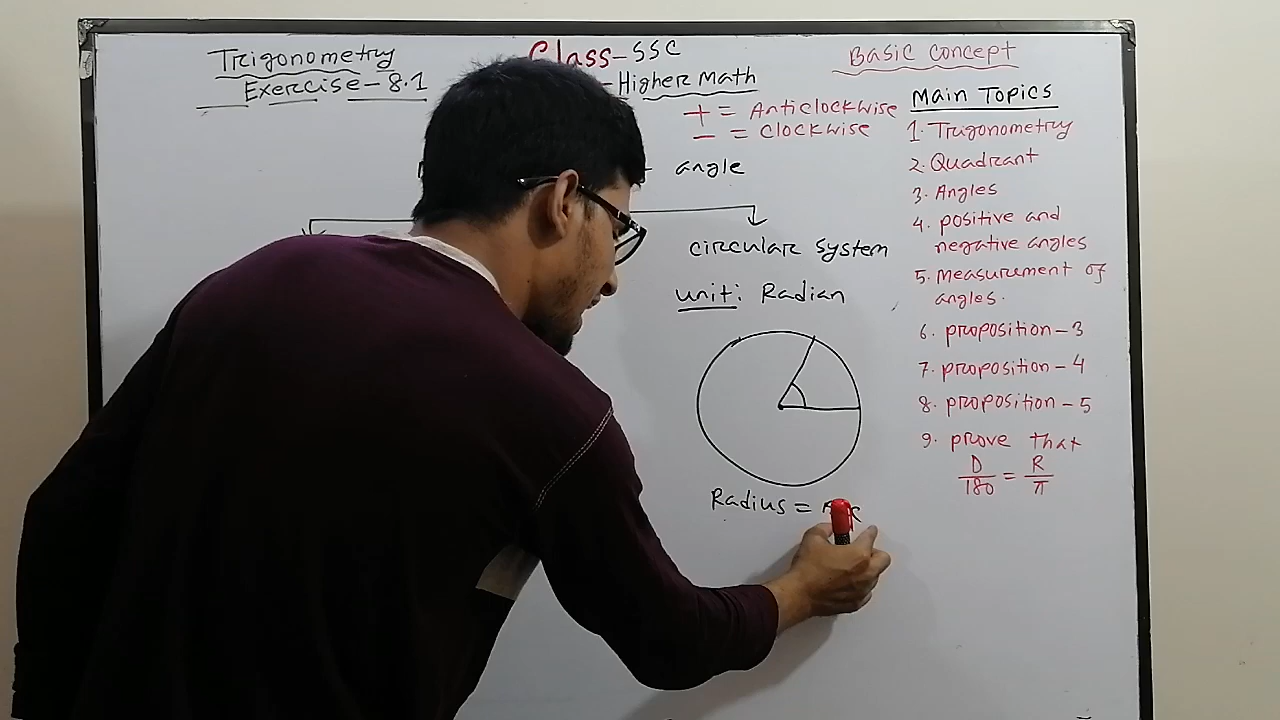 Trigonometry
Exercise - 8.1
Class - SSC
- Higher Math
+ = Anticlockwise
- = Clockwise
angle
circular system
unit: Radian
Radius =
Basic Concept
Main Topics
1. Trigonometry
2. Quadrant
3. Angles
4. positive and
negative angles
5. Measurement of
angles.
6. proposition - 3
7. proposition - 4
8. proposition - 5
9. prove that
D/180 = R/π